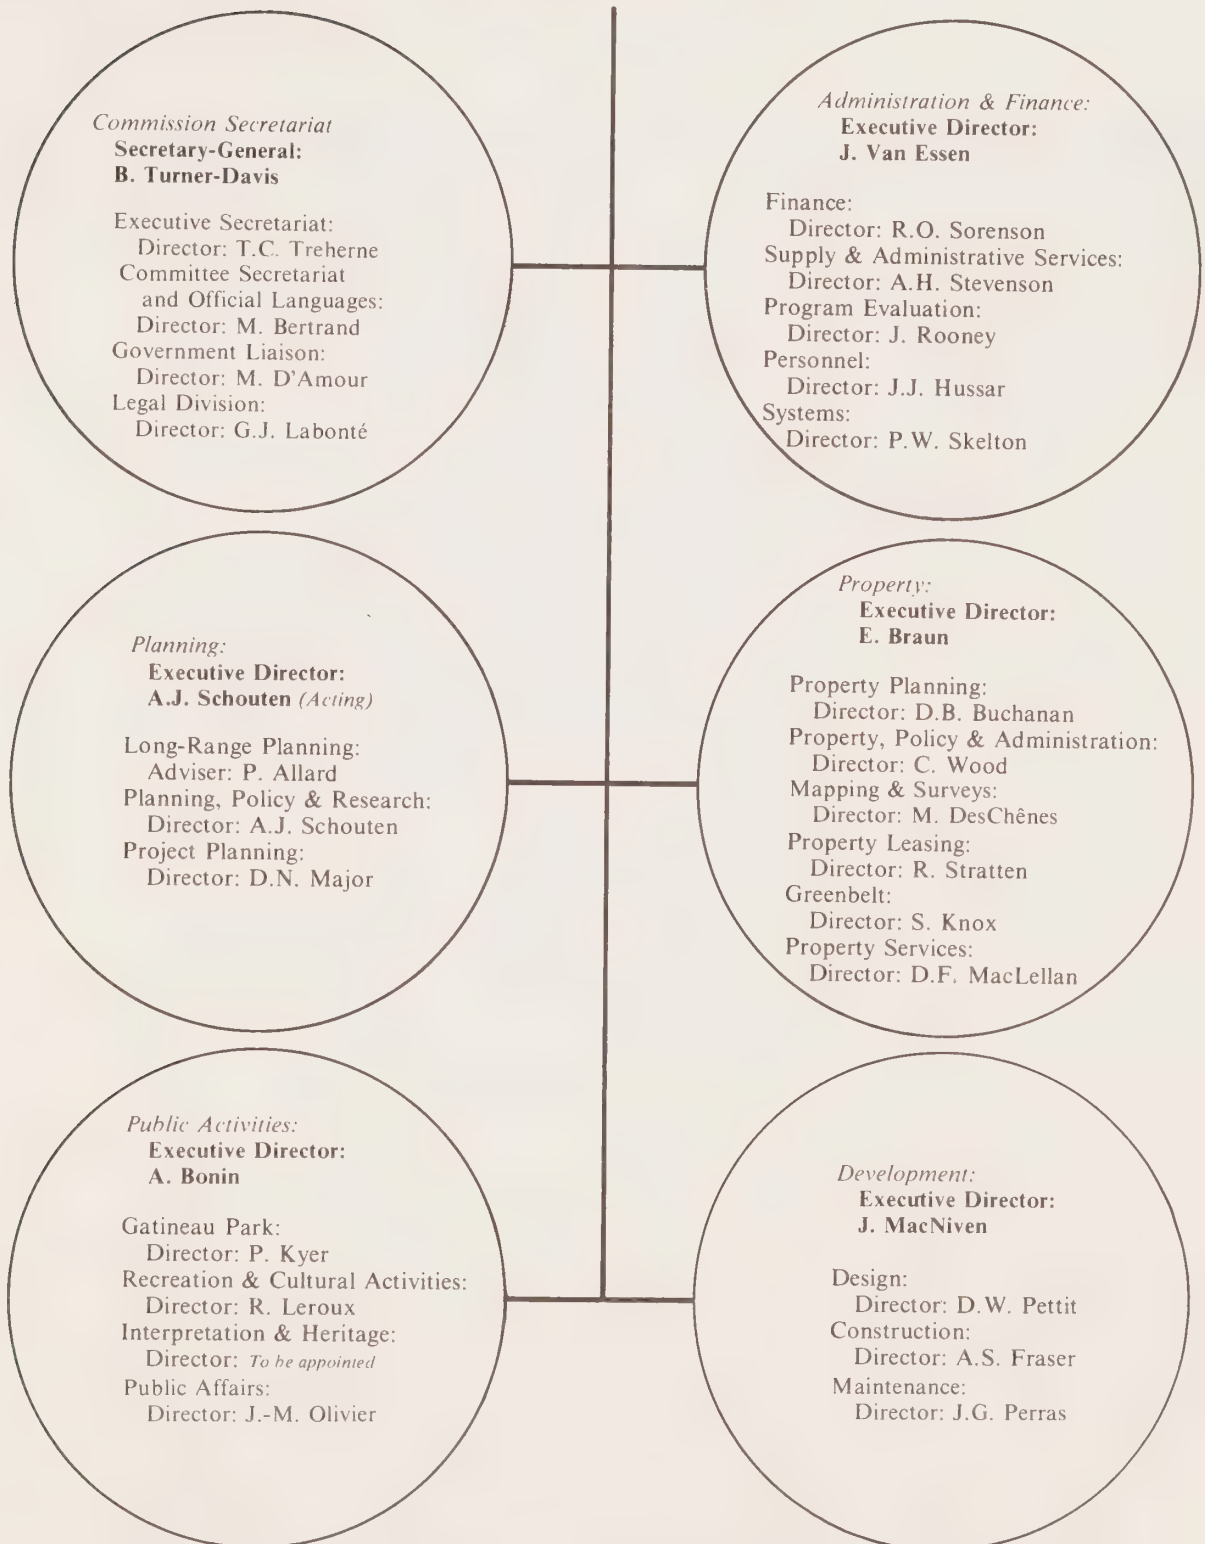 Commission Secretariat
Secretary-General:
B. Turner-Davis
Executive Secretariat:
Director: T.C. Treherne
Committee Secretariat
and Official Languages:
Director: M. Bertrand
Government Liaison:
Director: M. D'Amour
Legal Division:
Director: G.J. Labonté
Administration & Finance:
Executive Director:
J. Van Essen
Finance:
Director: R.O. Sorenson
Supply & Administrative Services:
Director: A.H. Stevenson
Program Evaluation:
Director: J. Rooney
Personnel:
Director: J.J. Hussar
Systems:
Director: P.W. Skelton
Planning:
Executive Director:
A.J. Schouten (Acting)
Long-Range Planning:
Adviser: P. Allard
Planning, Policy & Research:
Director: A.J. Schouten
Project Planning:
Director: D.N. Major
Property:
Executive Director:
E. Braun
Property Planning:
Director: D.B. Buchanan
Property, Policy & Administration:
Director: C. Wood
Mapping & Surveys:
Director: M. DesChênes
Property Leasing:
Director: R. Stratten
Greenbelt:
Director: S. Knox
Property Services:
Director: D.F. MacLellan
Public Activities:
Executive Director:
A. Bonin
Gatineau Park:
Director: P. Kyer
Recreation & Cultural Activities:
Director: R. Leroux
Interpretation & Heritage:
Director: To be appointed
Public Affairs:
Director: J.-M. Olivier
Development:
Executive Director:
J. MacNiven
Design:
Director: D.W. Pettit
Construction:
Director: A.S. Fraser
Maintenance:
Director: J.G. Perras